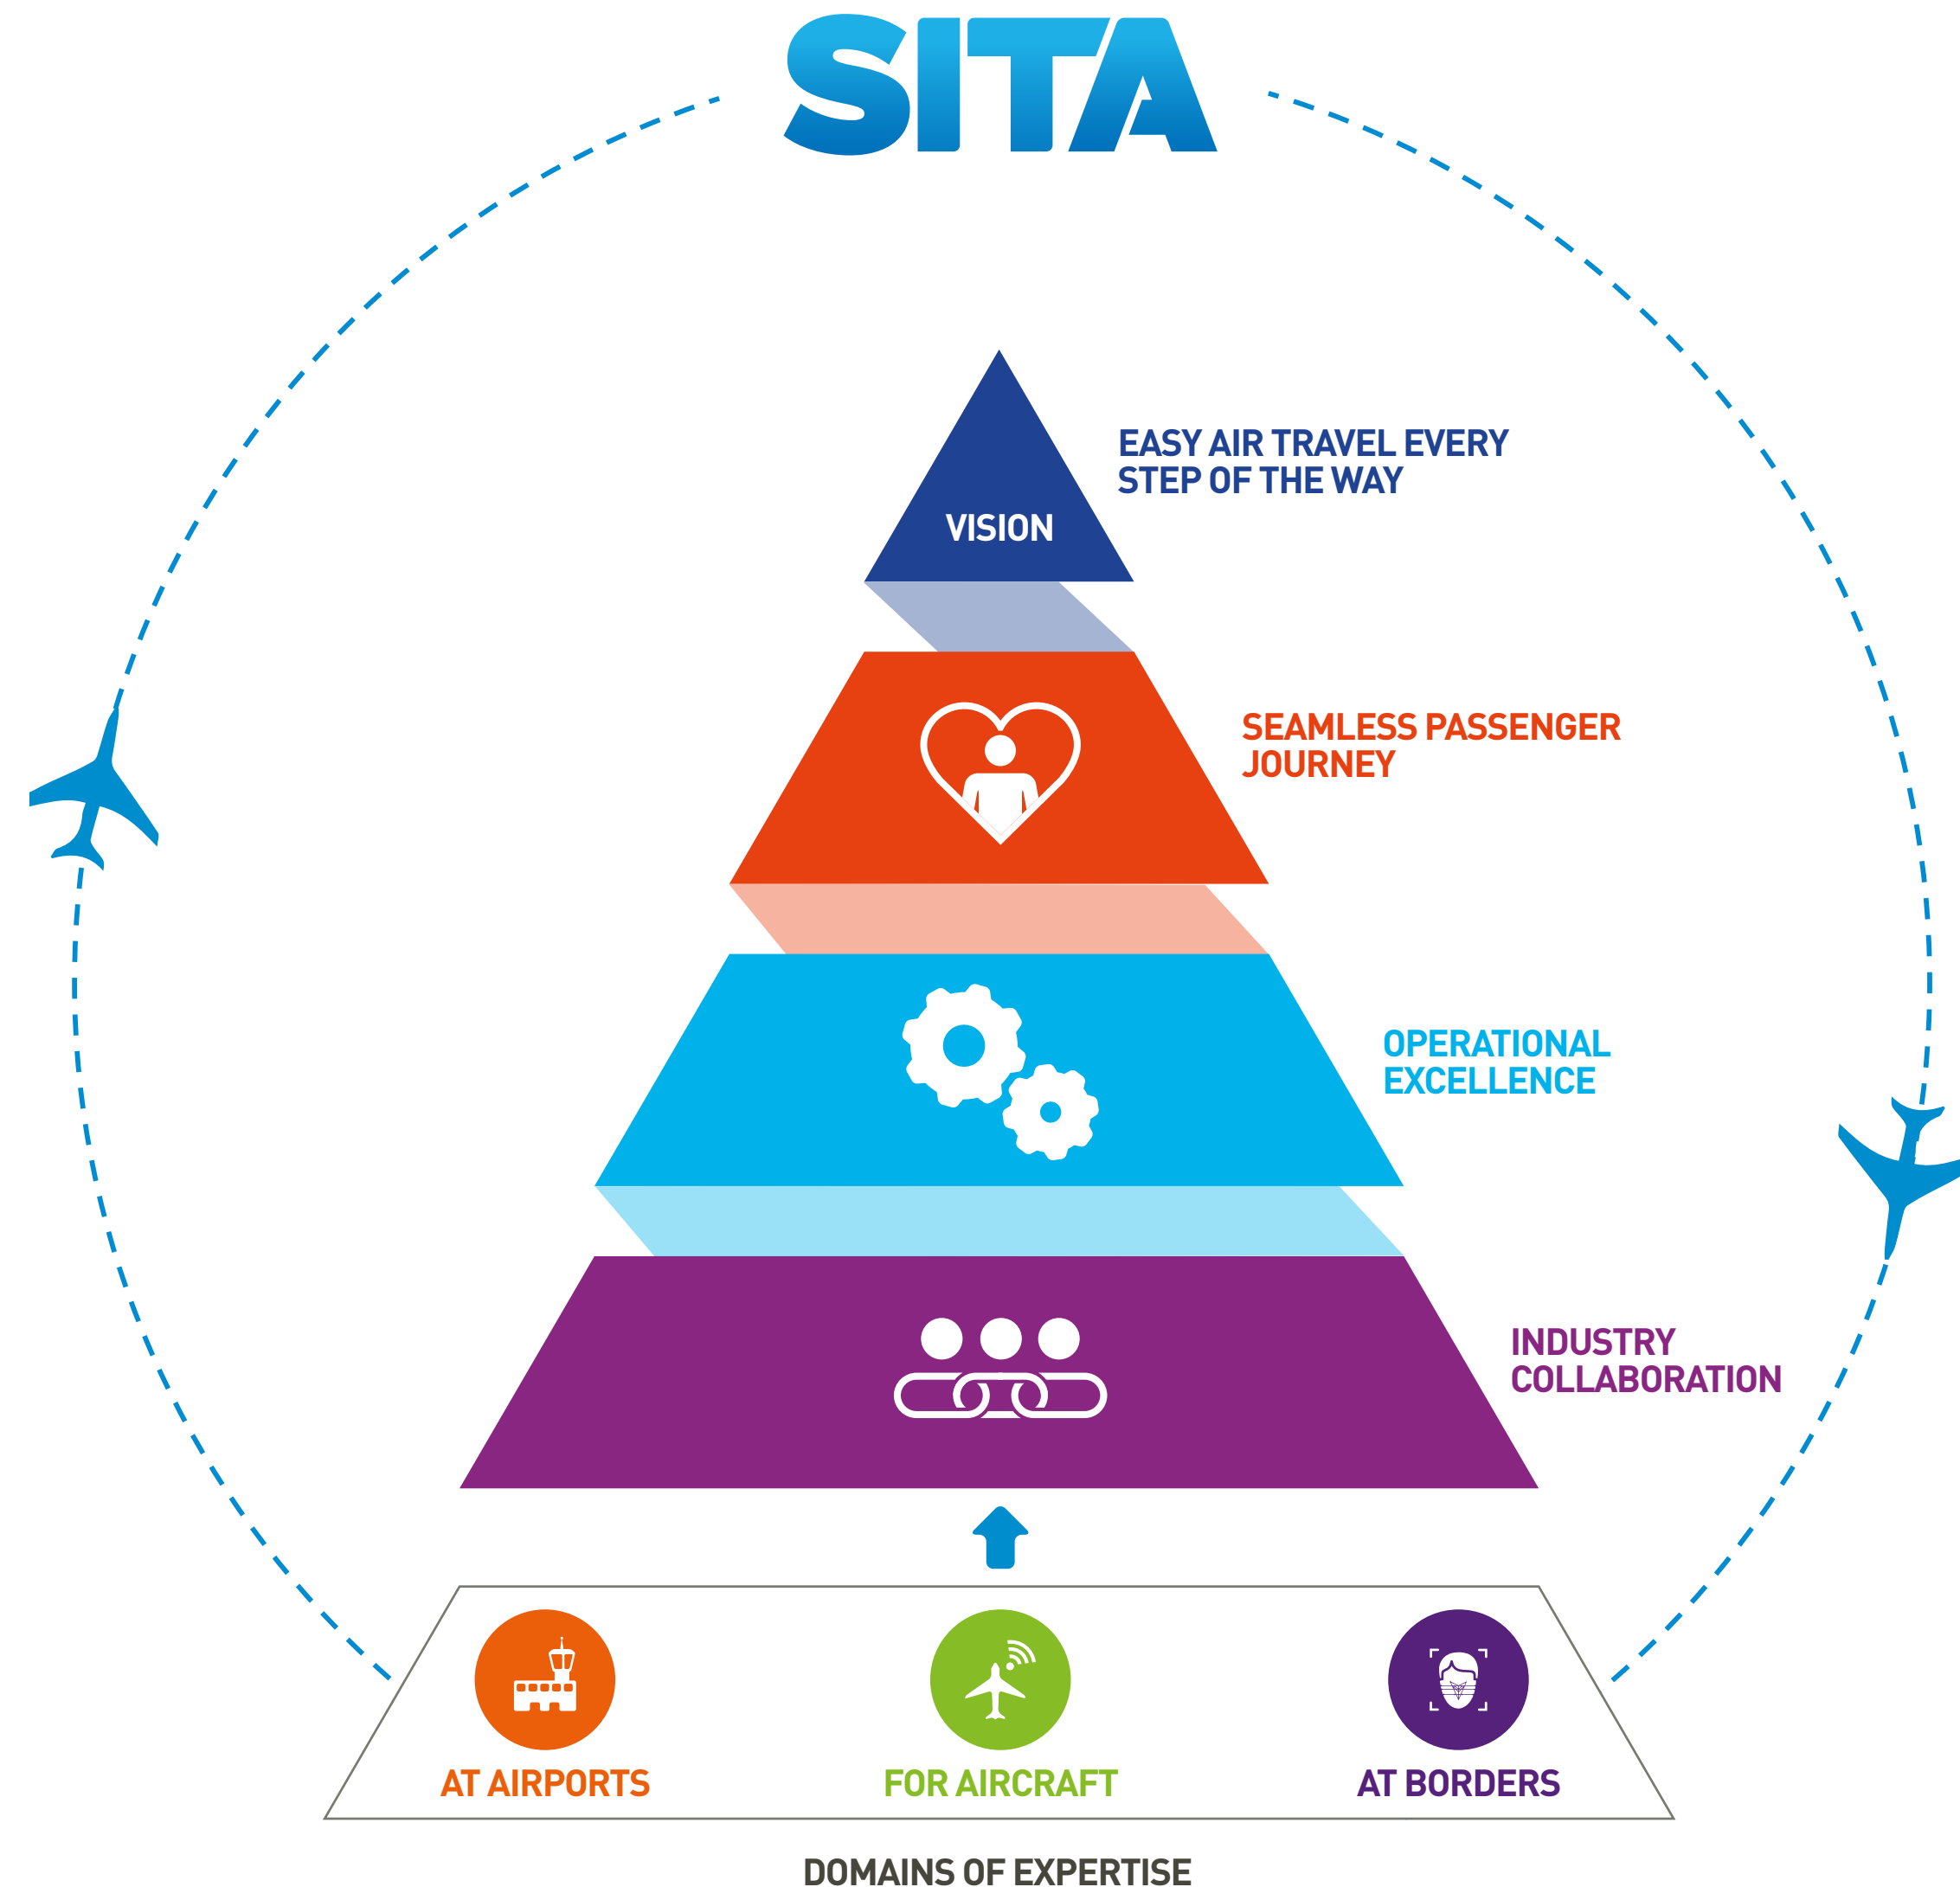 SITA
EASY AIR TRAVEL EVERY
STEP OF THE WAY
VISION
SEAMLESS PASSENGER
JOURNEY
OPERATIONAL
EXCELLENCE
INDUSTRY
COLLABORATION
AT AIRPORTS
FOR AIRCRAFT
AT BORDERS
DOMAINS OF EXPERTISE